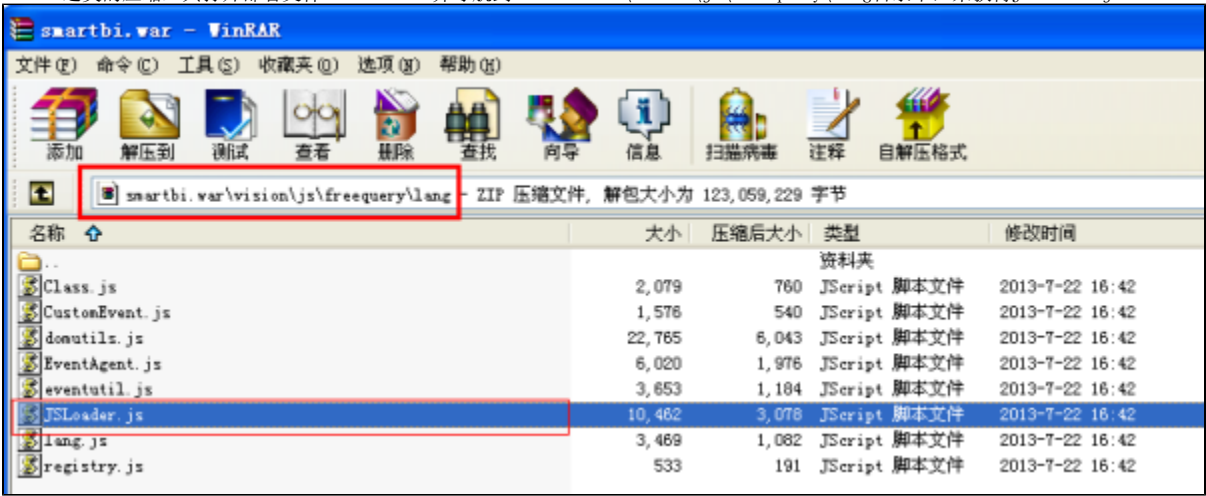 smartbi.war - WinRAR
文件(F) 命令(C) 工具(S) 收藏夹(O) 选项(N) 帮助(H)
添加 解压到 测试 查看 删除 查找 向导 信息 扫描病毒 注释 自解压格式
smartbi.war\vision\js\freequery\lang - ZIP 压缩文件, 解包大小为 123,059,229 字节
名称 大小 压缩后大小 类型 修改时间
.. 资料夹
Class.js 2,079 760 JScript 脚本文件 2013-7-22 16:42
CustomEvent.js 1,576 540 JScript 脚本文件 2013-7-22 16:42
domutils.js 22,765 6,043 JScript 脚本文件 2013-7-22 16:42
EventAgent.js 6,020 1,976 JScript 脚本文件 2013-7-22 16:42
eventutil.js 3,653 1,184 JScript 脚本文件 2013-7-22 16:42
JSLoader.js 10,462 3,078 JScript 脚本文件 2013-7-22 16:42
lang.js 3,469 1,082 JScript 脚本文件 2013-7-22 16:42
registry.js 533 191 JScript 脚本文件 2013-7-22 16:42